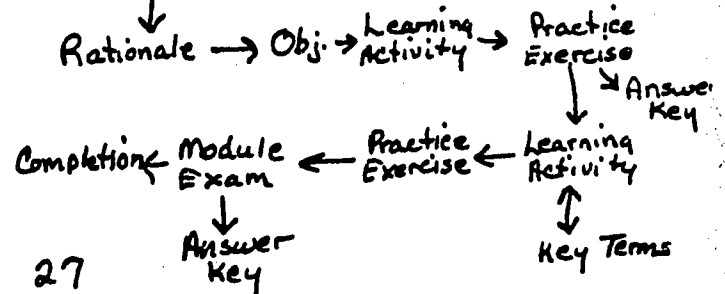 Rationale → Obj. → Learning Activity → Practice Exercise
Answer Key
Completion ← Module Exam ← Practice Exercise ← Learning Activity
Answer Key
Key Terms
27